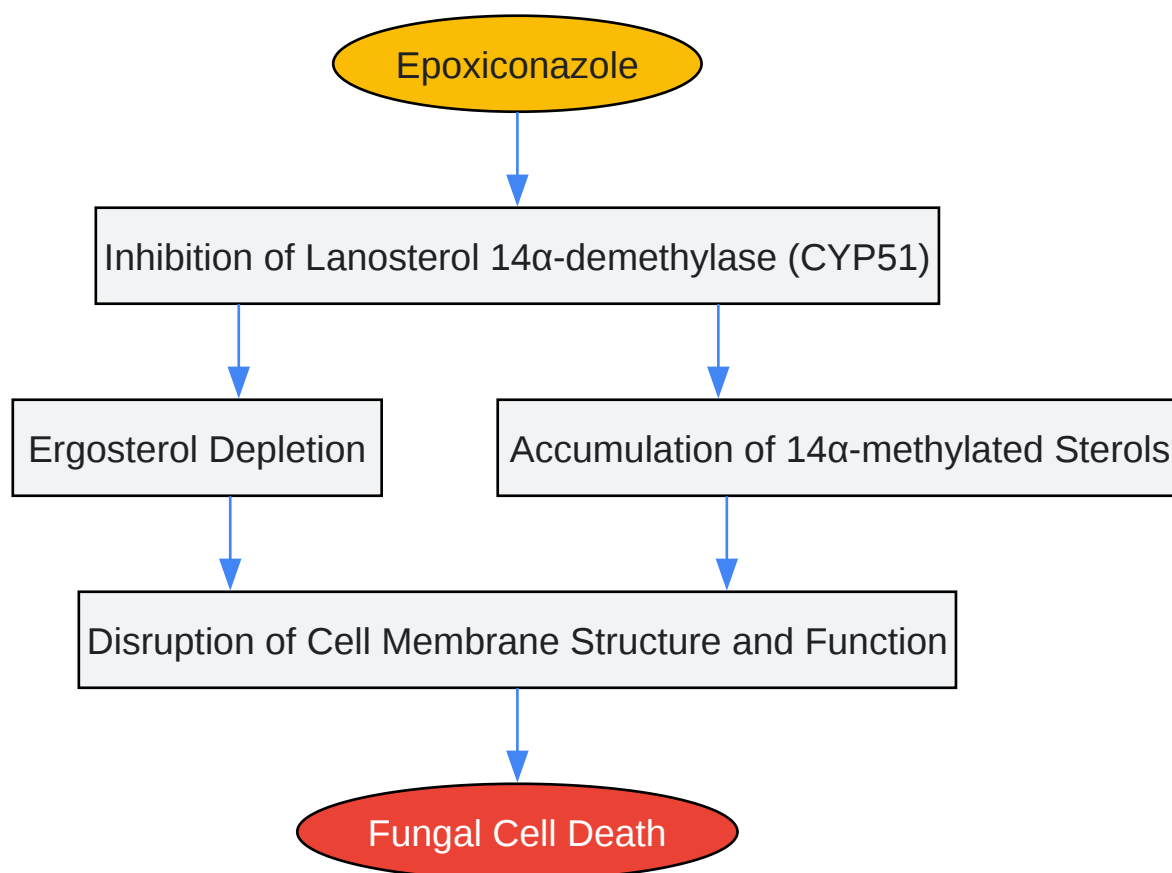 Epoxiconazole
Inhibition of Lanosterol 14α-demethylase (CYP51)
Ergosterol Depletion
Accumulation of 14α-methylated Sterols
Disruption of Cell Membrane Structure and Function
Fungal Cell Death